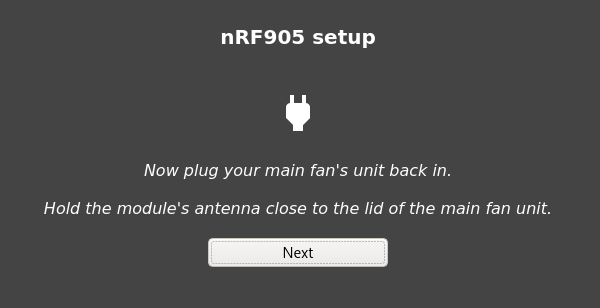 nRF905 setup
Now plug your main fan's unit back in.
Hold the module's antenna close to the lid of the main fan unit.
Next